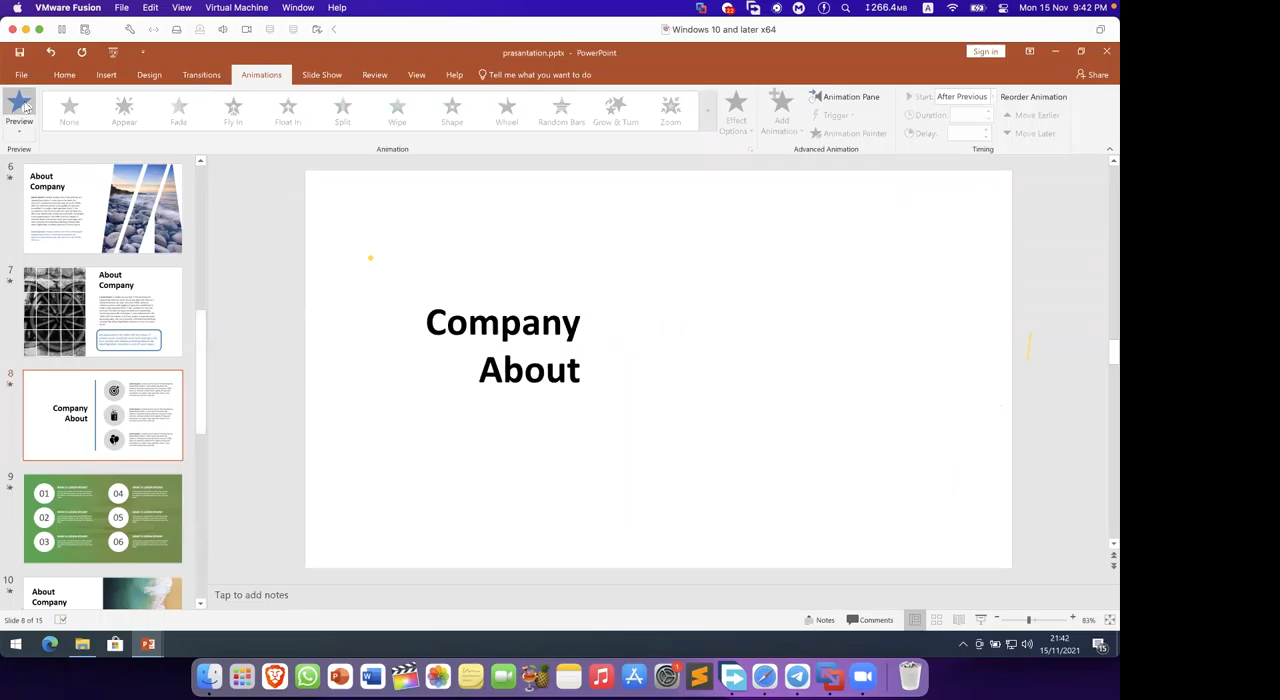 VMware Fusion File Edit View Virtual Machine Window Help 266.4MB A Mon 15 Nov 9:42 PM
Windows 10 and later x64
prasantation.pptx - PowerPoint Sign in
File Home Insert Design Transitions Animations Slide Show Review View Help Tell me what you want to do Share
Preview None Appear Fade Fly In Float In Split Wipe Shape Wheel Random Bars Grow & Turn Zoom
Effect Options
Add Animation
Animation Pane
Trigger
Animation Painter
Start: After Previous
Duration:
Delay:
Reorder Animation
Move Earlier
Move Later
Preview Animation Advanced Animation Timing
6
About
Company
7
About
Company
8
Company
About
9
01 04
02 05
03 06
10
About
Company
Company
About
Tap to add notes
Slide 8 of 15 Notes Comments 83%
21:42
15/11/2021
15